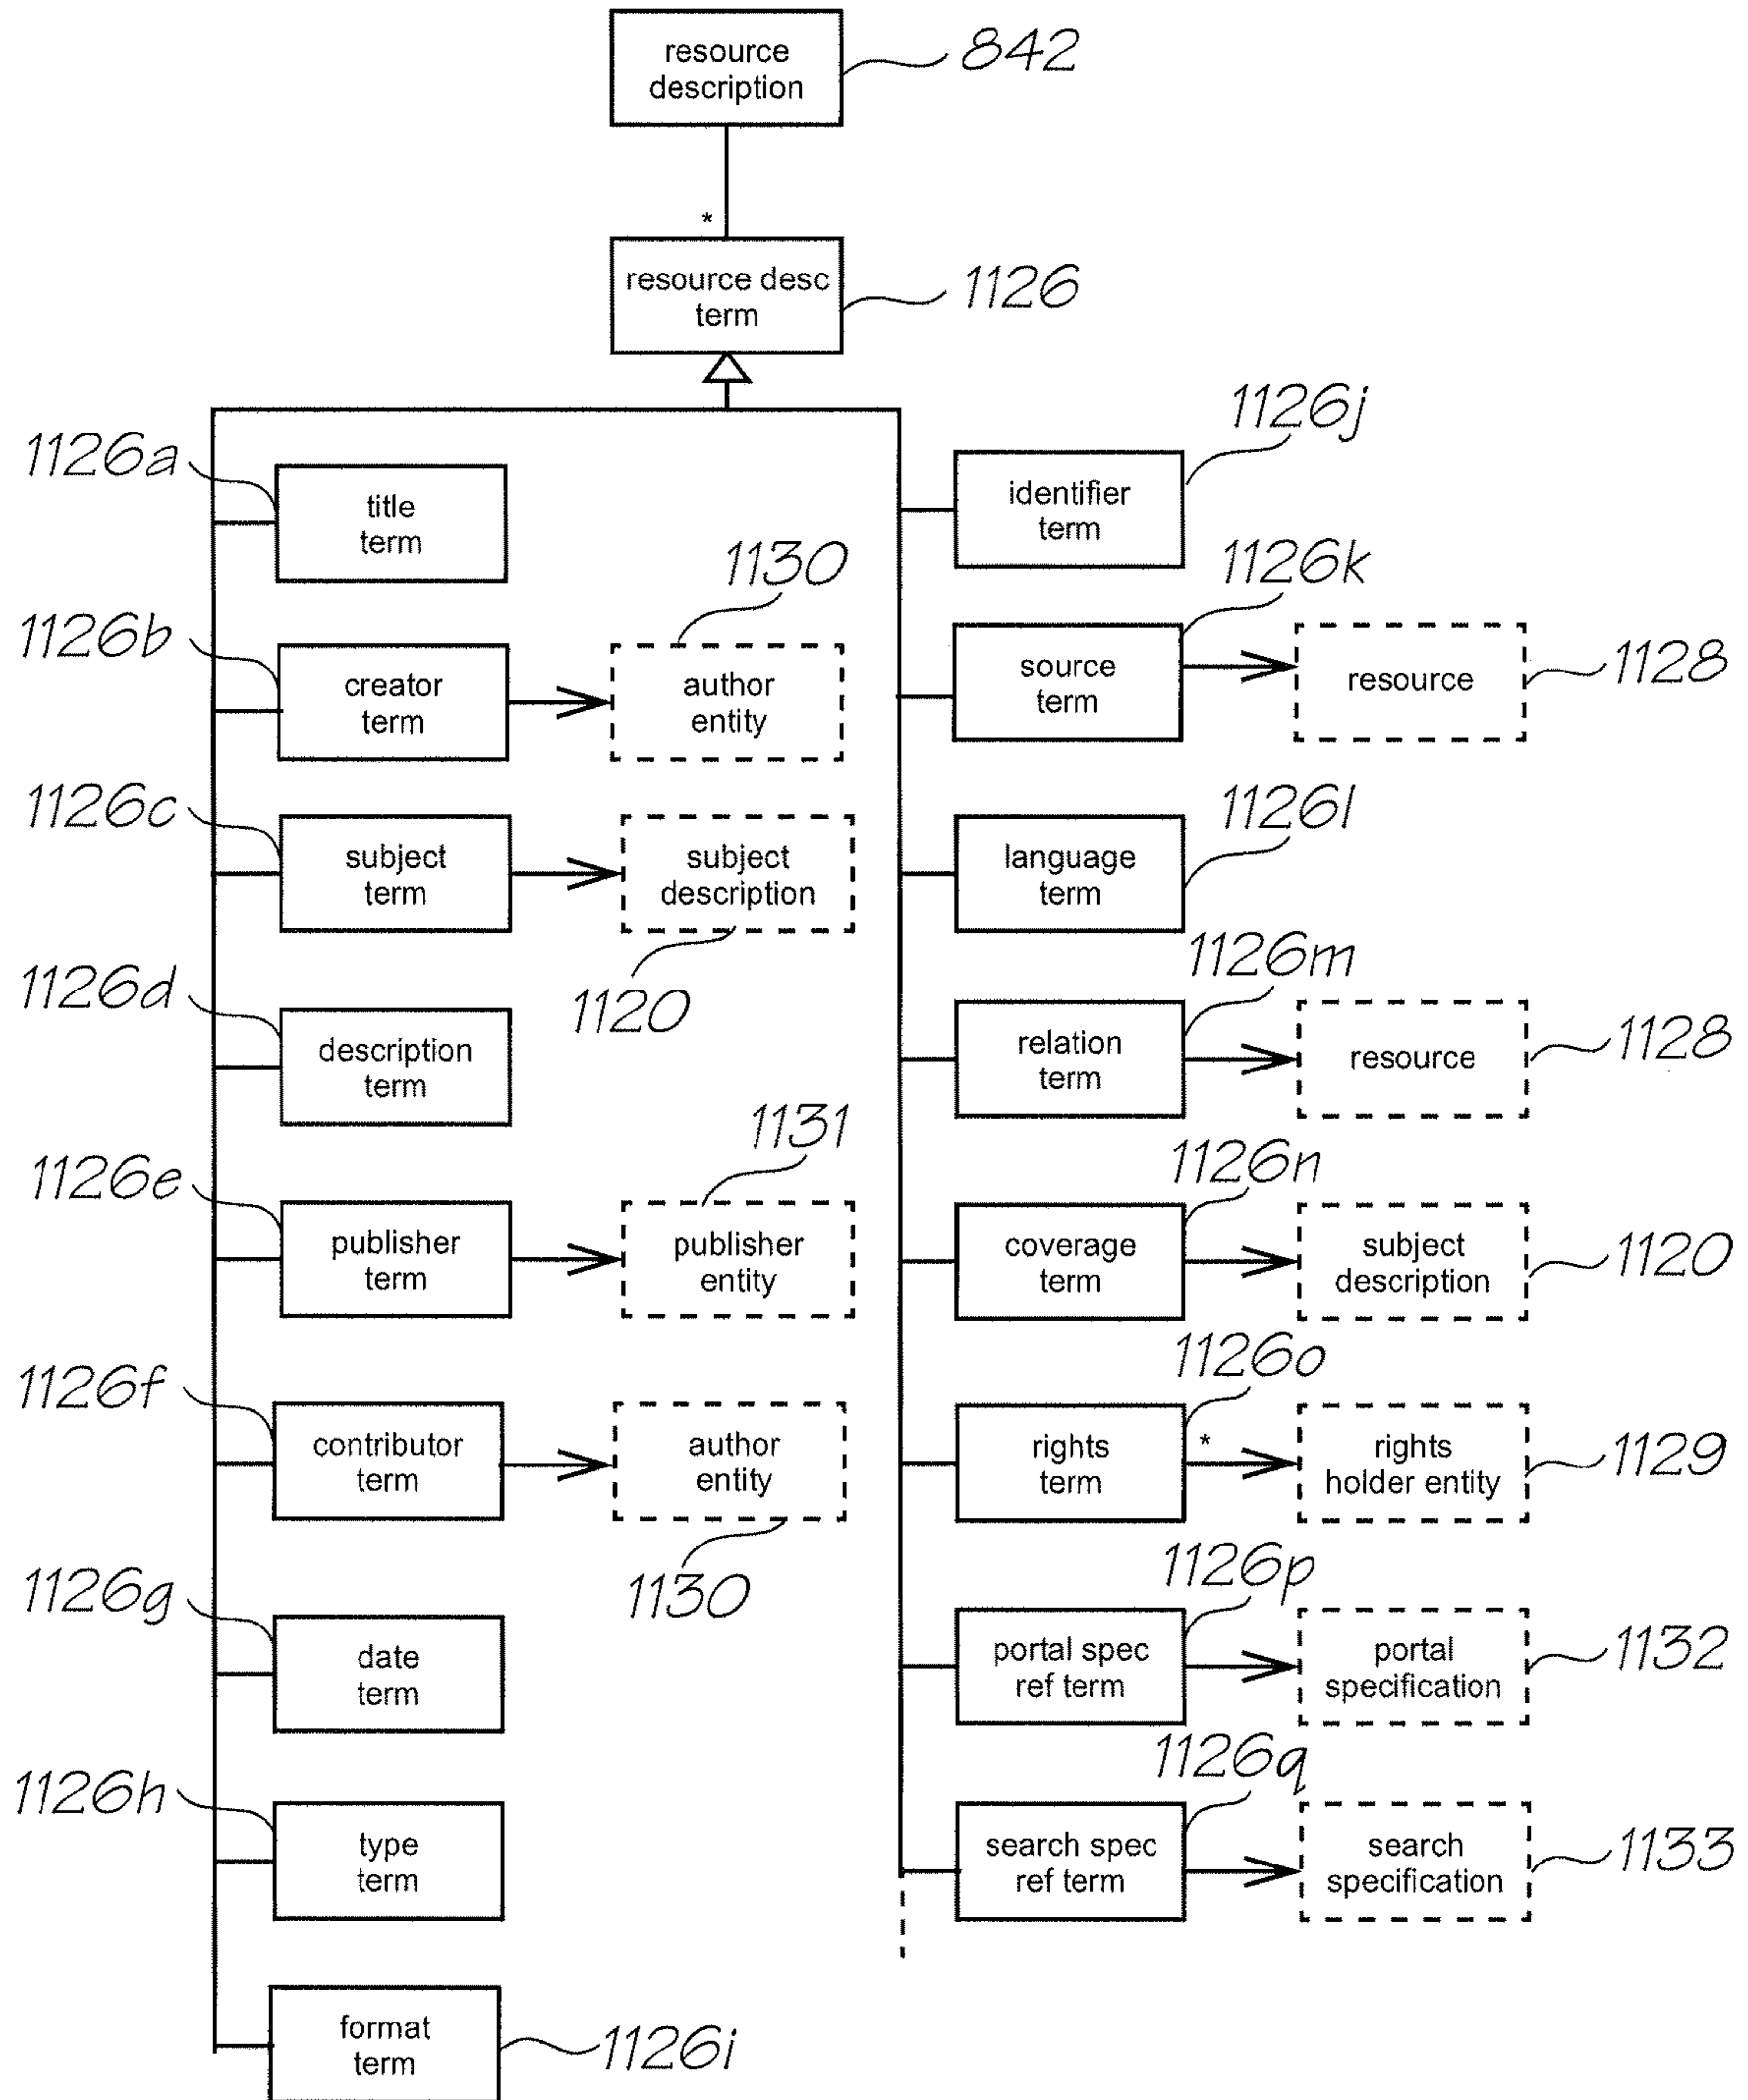 resource
description
842
*
resource desc
term
1126
1126a
title
term
1126b
creator
term
1130
author
entity
1126c
subject
term
subject
description
1120
1126d
description
term
1126e
publisher
term
1131
publisher
entity
1126f
contributor
term
author
entity
1130
1126g
date
term
1126h
type
term
format
term
1126i
1126j
identifier
term
1126k
source
term
resource
1128
1126l
language
term
1126m
relation
term
resource
1128
1126n
coverage
term
subject
description
1120
1126o
rights
term
*
rights
holder entity
1129
1126p
portal spec
ref term
portal
specification
1132
1126q
search spec
ref term
search
specification
1133